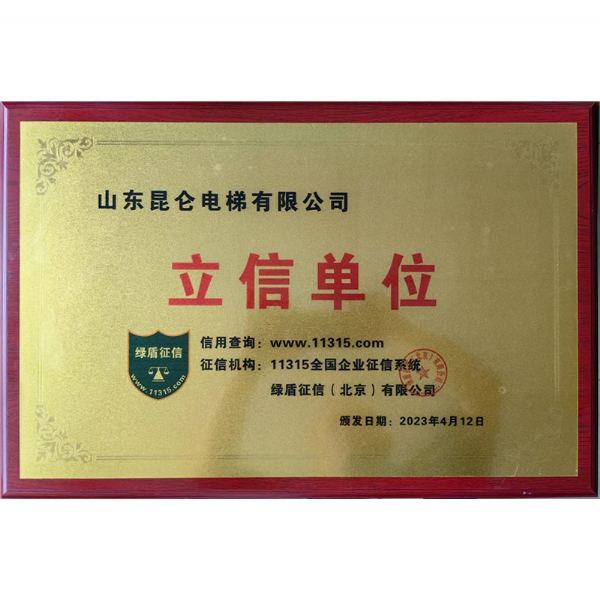 山东昆仑电梯有限公司
立信单位
绿盾征信
www.11315.com
信用查询：www.11315.com
征信机构：11315全国企业征信系统
绿盾征信（北京）有限公司
颁发日期：2023年4月12日